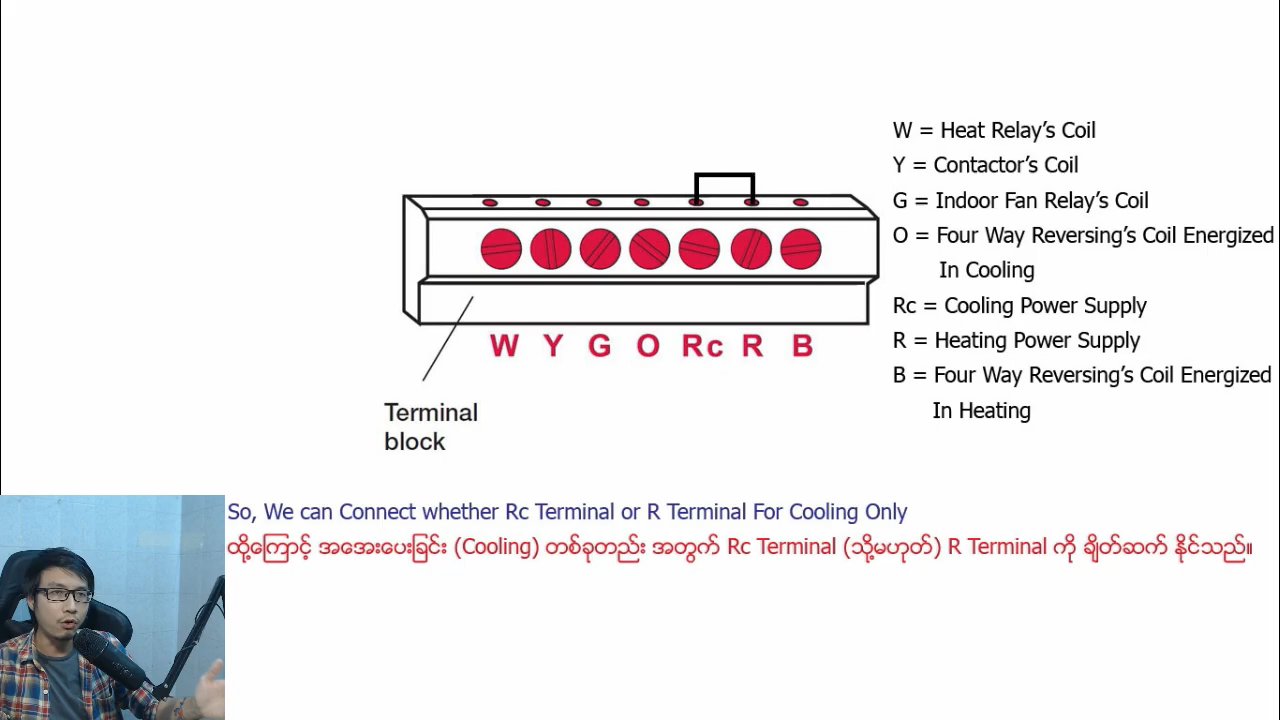 W = Heat Relay's Coil
Y = Contactor's Coil
G = Indoor Fan Relay's Coil
O = Four Way Reversing's Coil Energized
In Cooling
Rc = Cooling Power Supply
R = Heating Power Supply
B = Four Way Reversing's Coil Energized
In Heating
W Y G O Rc R B
Terminal
block
So, We can Connect whether Rc Terminal or R Terminal For Cooling Only
ထို့ကြောင့် အအေးပေးခြင်း (Cooling) တစ်ခုတည်း အတွက် Rc Terminal (သို့မဟုတ်) R Terminal ကို ချိတ်ဆက် နိုင်သည်။